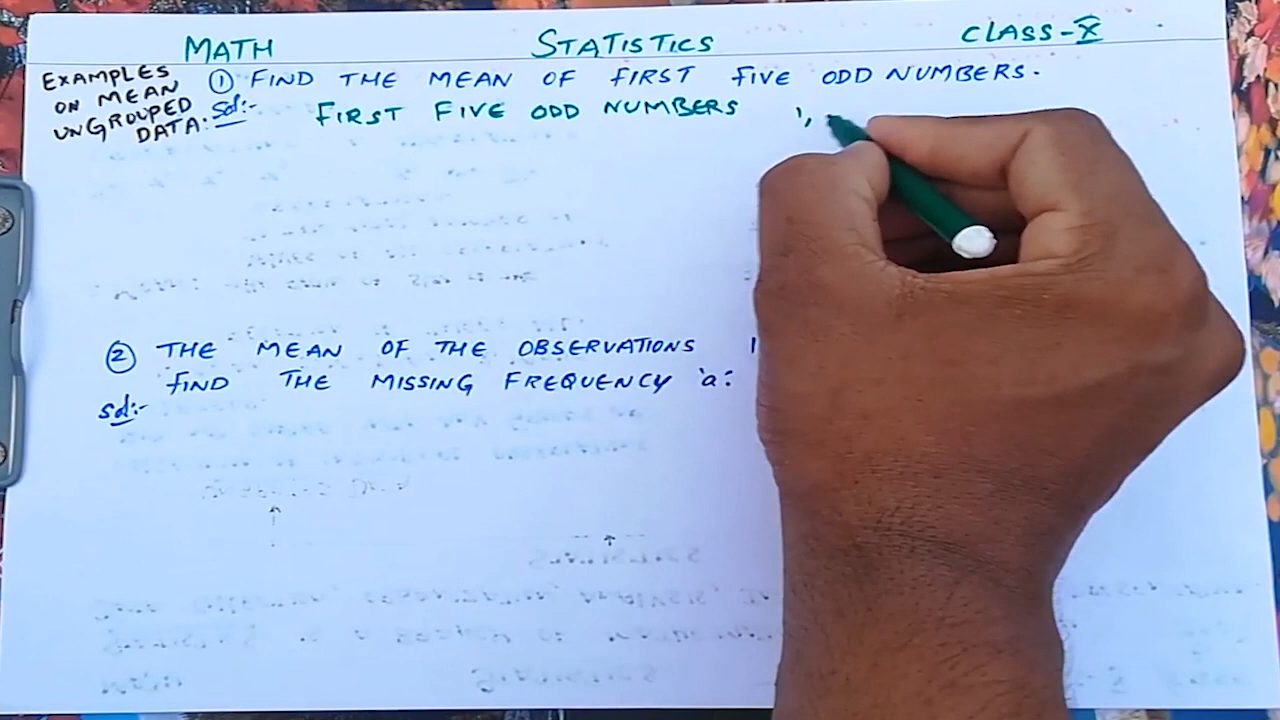 MATH STATISTICS CLASS-X
EXAMPLES ON MEAN UNGROUPED DATA:
① FIND THE MEAN OF FIRST FIVE ODD NUMBERS.
Sol:- FIRST FIVE ODD NUMBERS 1,
② THE MEAN OF THE OBSERVATIONS 1
FIND THE MISSING FREQUENCY 'a:
Sol:-